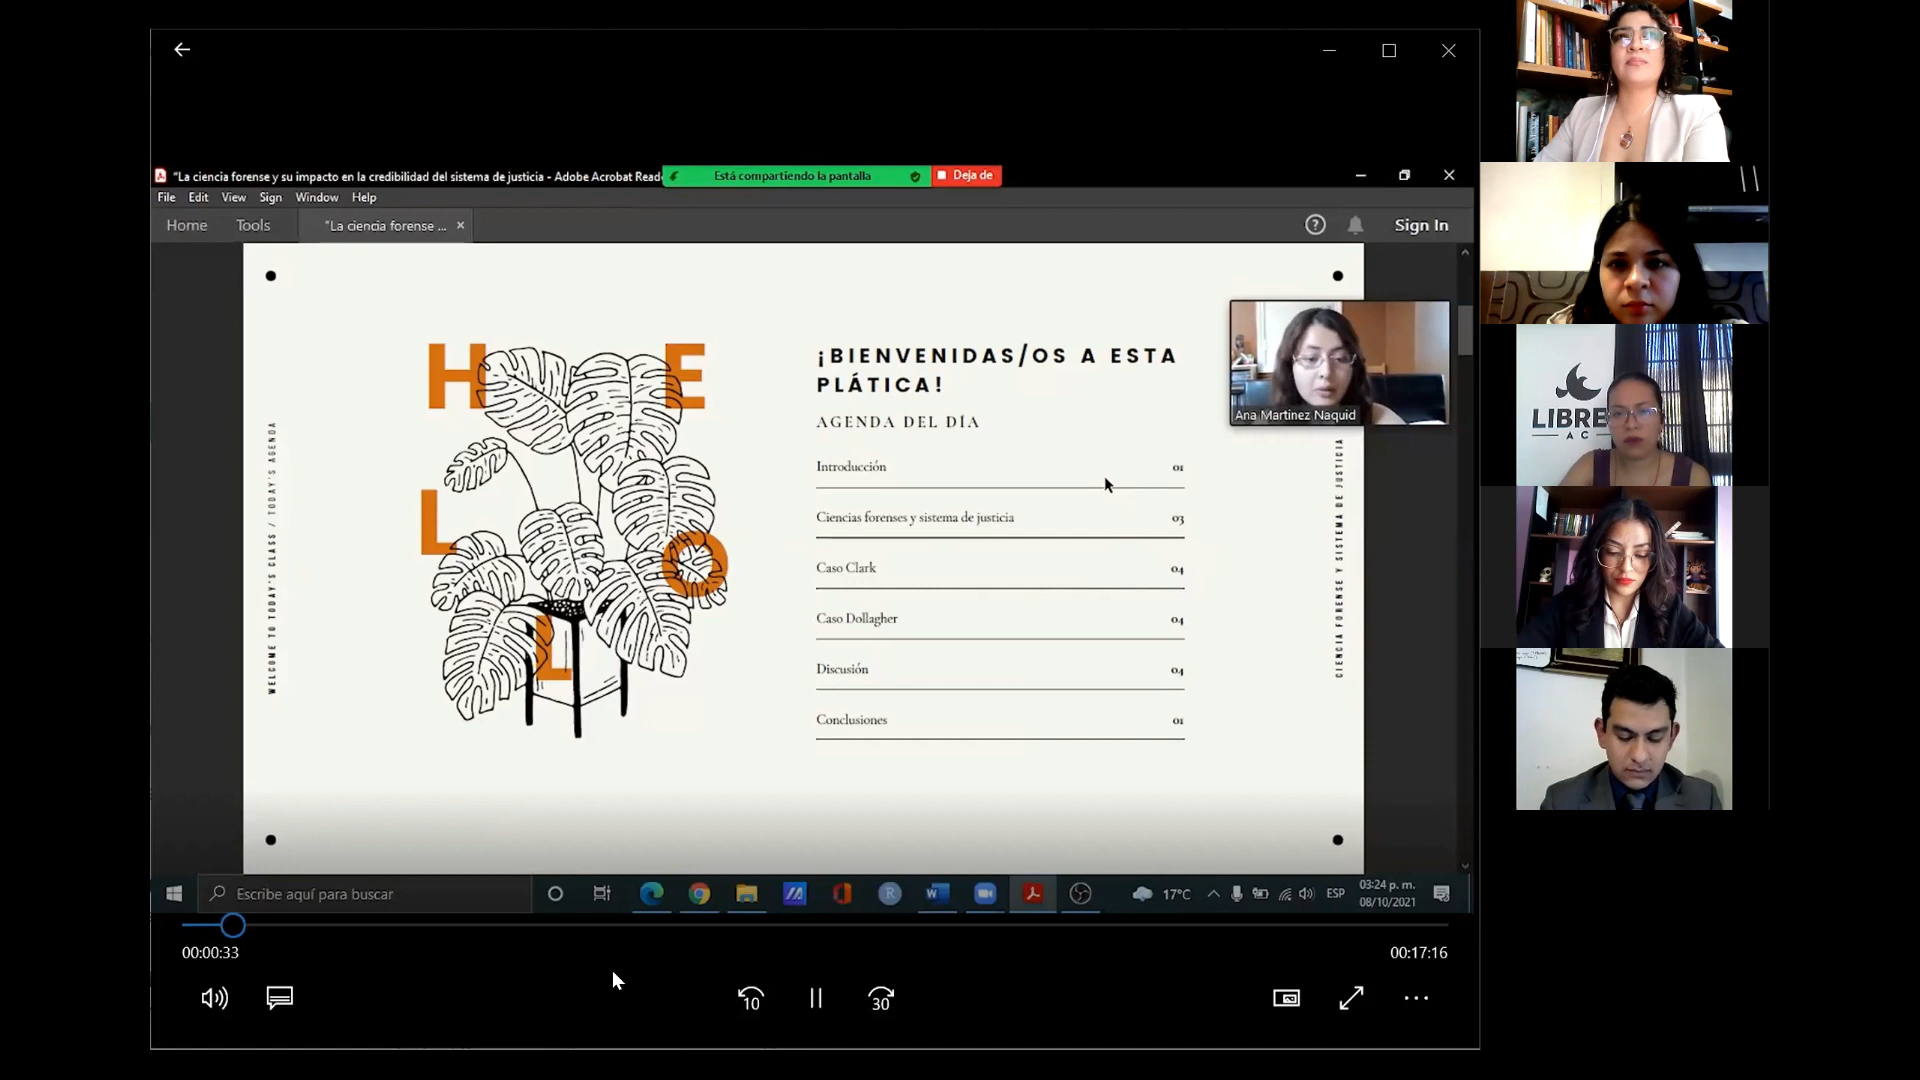 "La ciencia forense y su impacto en la credibilidad del sistema de justicia - Adobe Acrobat Reade
Está compartiendo la pantalla
Deja de
File Edit View Sign Window Help
Home Tools "La ciencia forense ... ×
Sign In
H E
L
O
L
WELCOME TO TODAY'S CLASS / TODAY'S AGENDA
¡BIENVENIDAS/OS A ESTA
PLÁTICA!
AGENDA DEL DÍA
Introducción 01
Ciencias forenses y sistema de justicia 03
Caso Clark 04
Caso Dollagher 04
Discusión 04
Conclusiones 01
Ana Martinez Naquid
CIENCIA FORENSE Y SISTEMA DE JUSTICIA
LIBRE
AC
Escribe aquí para buscar
17°C
ESP
03:24 p. m.
08/10/2021
00:00:33
00:17:16
10
30